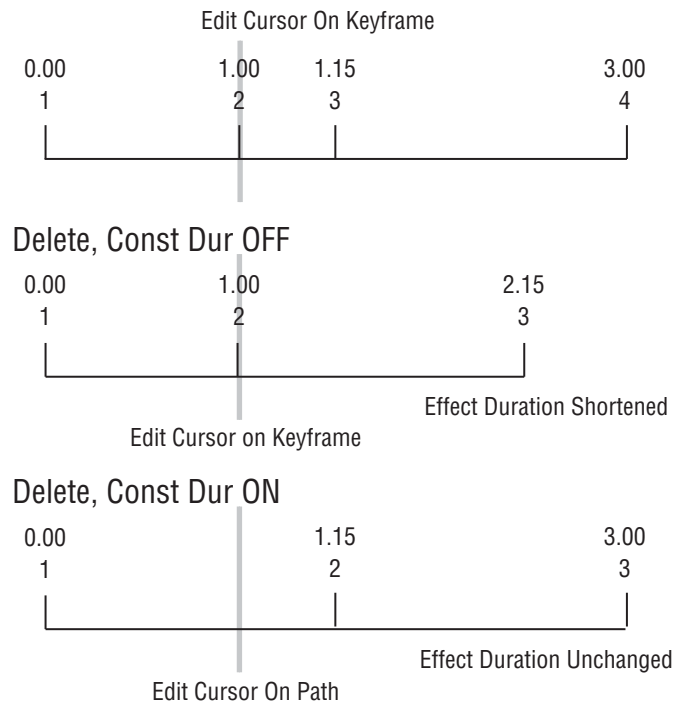 Edit Cursor On Keyframe
0.00 1.00 1.15 3.00
1 2 3 4
Delete, Const Dur OFF
0.00 1.00 2.15
1 2 3
Effect Duration Shortened
Edit Cursor on Keyframe
Delete, Const Dur ON
0.00 1.15 3.00
1 2 3
Effect Duration Unchanged
Edit Cursor On Path